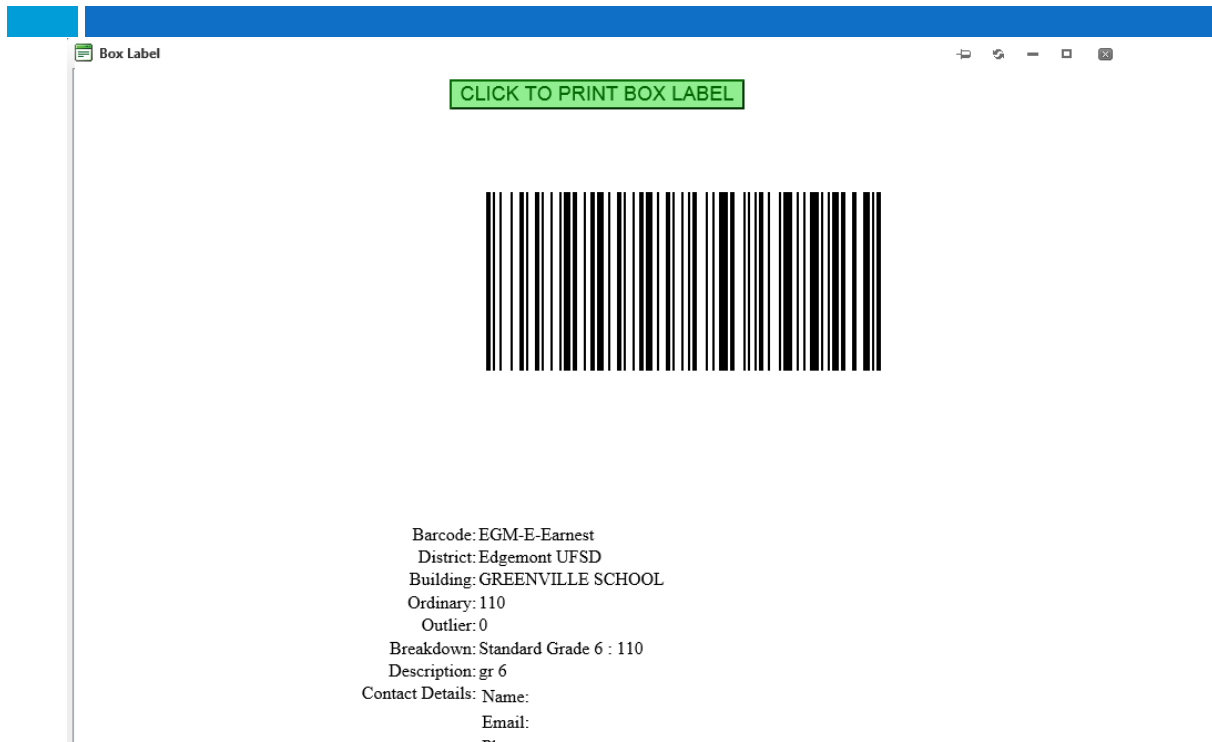 Box Label
CLICK TO PRINT BOX LABEL
Barcode: EGM-E-Earnest
District: Edgemont UFSD
Building: GREENVILLE SCHOOL
Ordinary: 110
Outlier: 0
Breakdown: Standard Grade 6 : 110
Description: gr 6
Contact Details: Name:
Email: